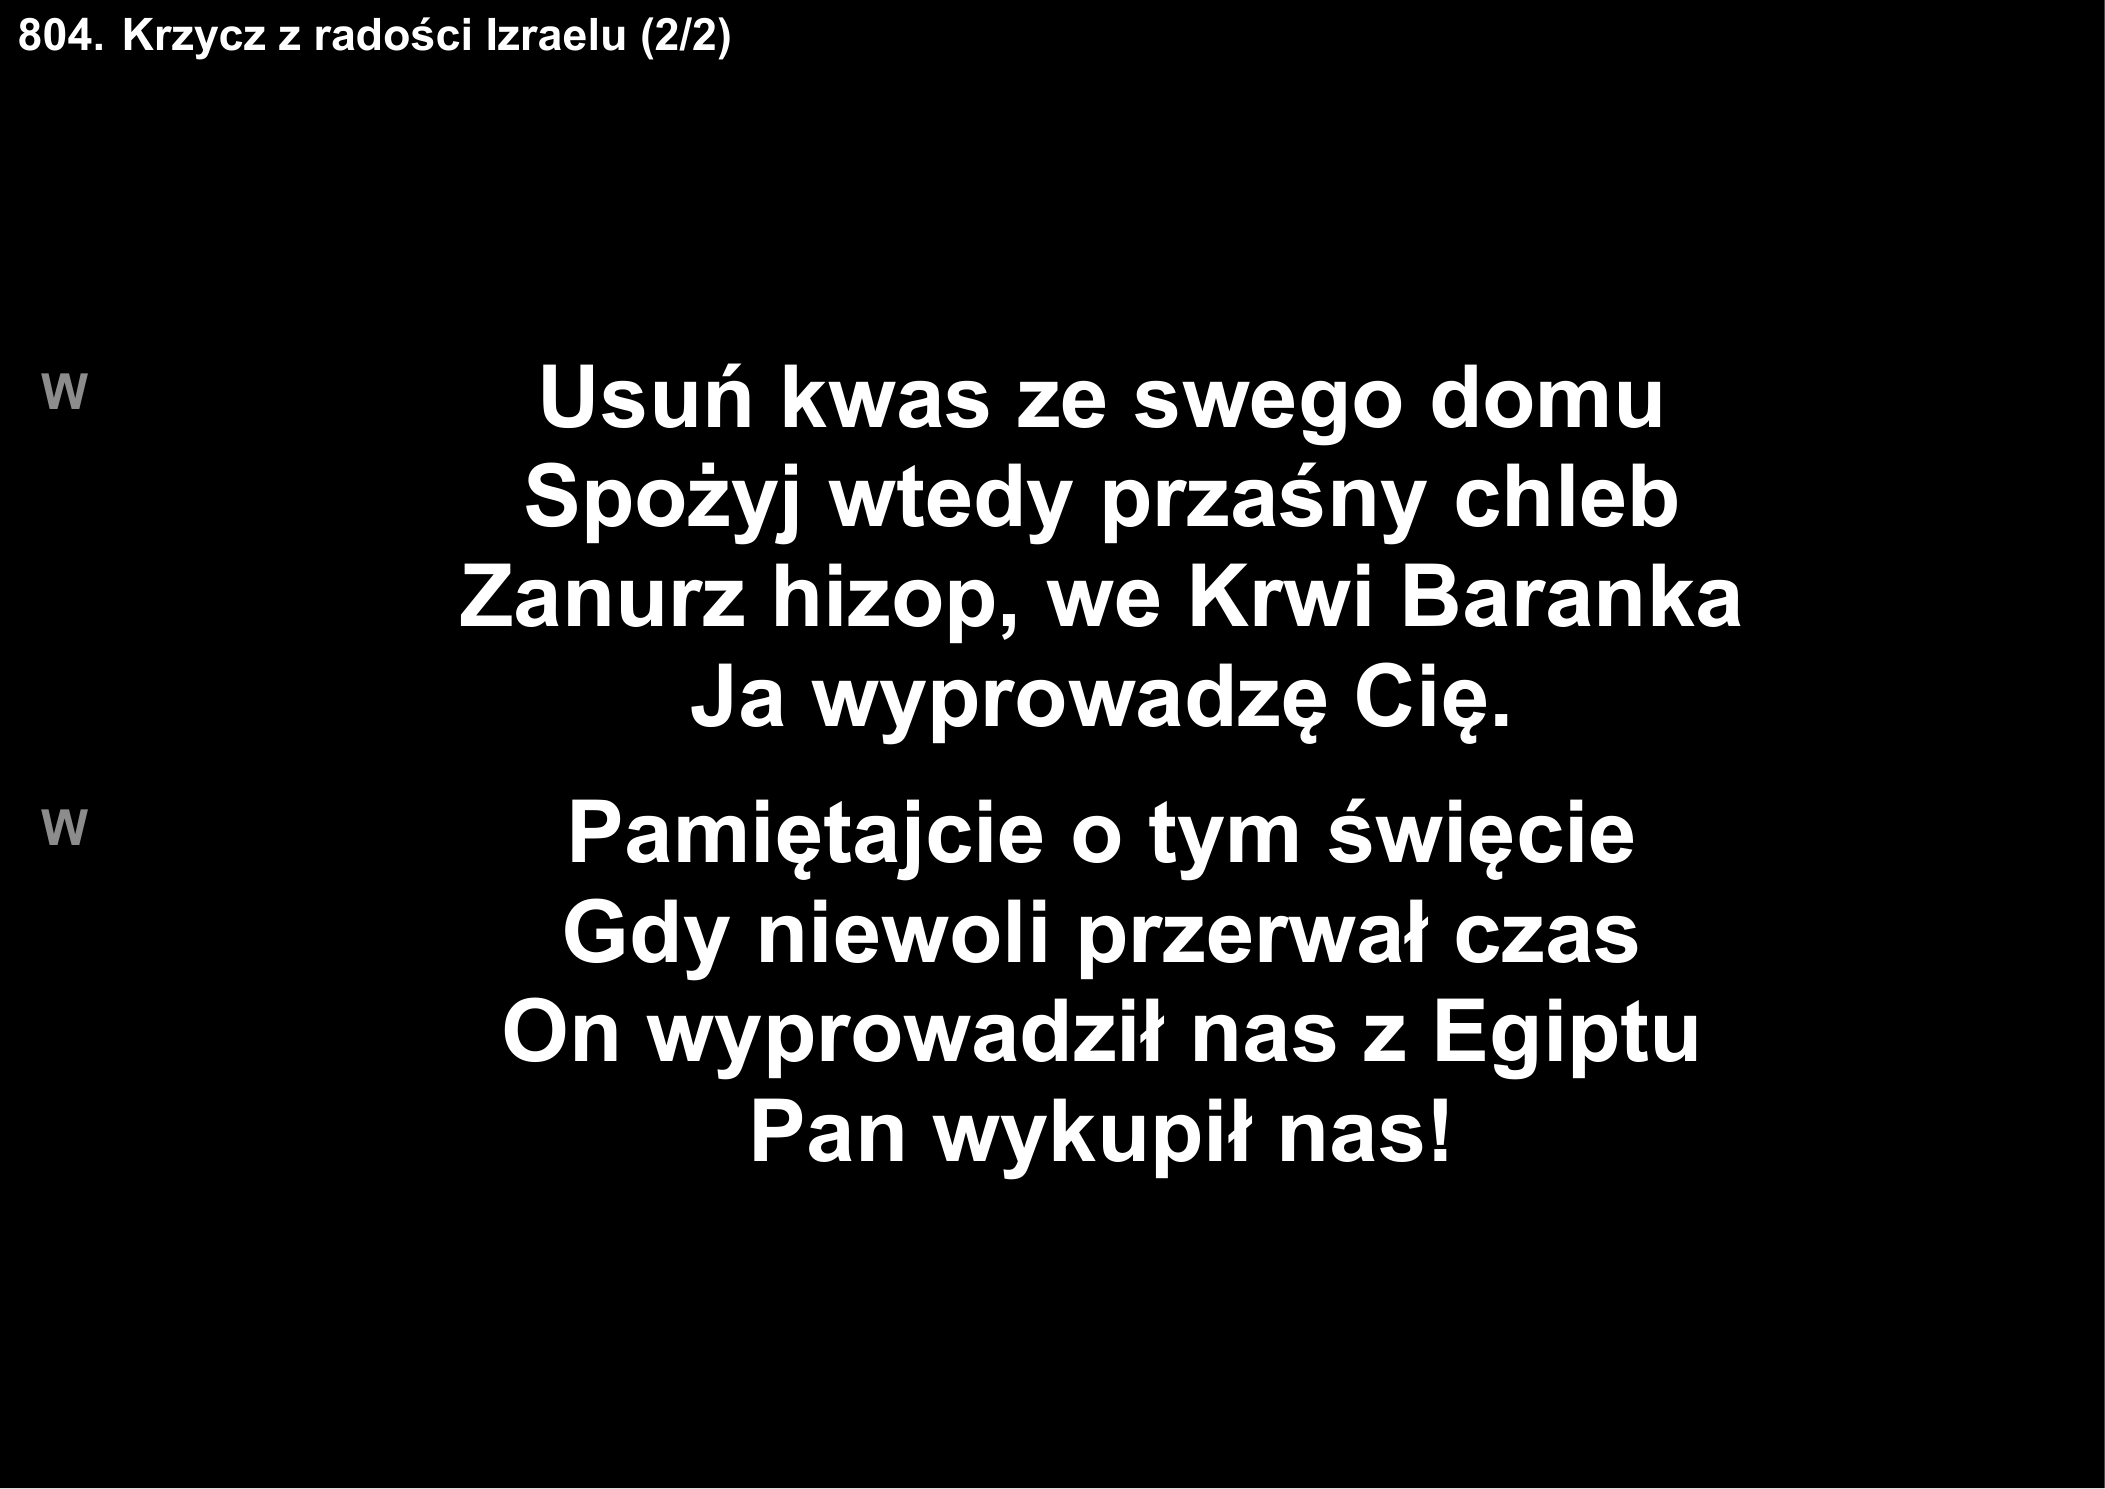 804. Krzycz z radości Izraelu (2/2)
W
Usuń kwas ze swego domu
Spożyj wtedy przaśny chleb
Zanurz hizop, we Krwi Baranka
Ja wyprowadzę Cię.
W
Pamiętajcie o tym święcie
Gdy niewoli przerwał czas
On wyprowadził nas z Egiptu
Pan wykupił nas!